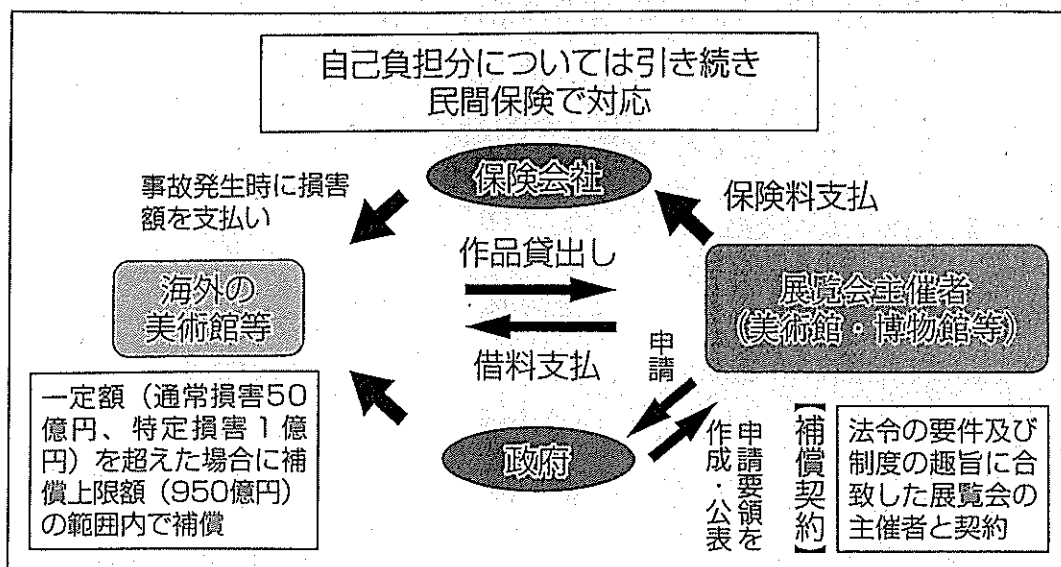 自己負担分については引き続き
民間保険で対応
保険会社
事故発生時に損害
額を支払い
保険料支払
作品貸出し
海外の
美術館等
展覧会主催者
（美術館・博物館等）
借料支払
申請
一定額（通常損害50
億円、特定損害１億
円）を超えた場合に補
償上限額（950億円）
の範囲内で補償
政府
申請要領を
作成・公表
【補償契約】
法令の要件及び
制度の趣旨に合
致した展覧会の
主催者と契約